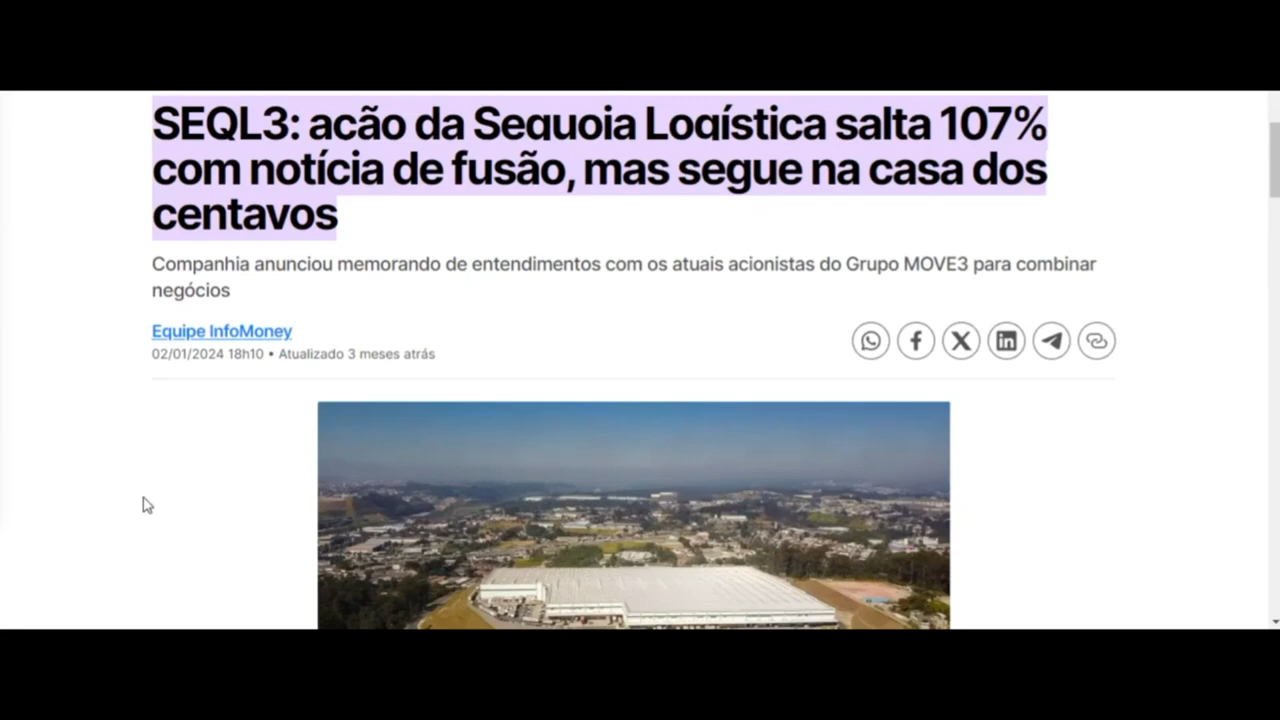 SEQL3: ação da Sequoia Logística salta 107%
com notícia de fusão, mas segue na casa dos
centavos
Companhia anunciou memorando de entendimentos com os atuais acionistas do Grupo MOVE3 para combinar
negócios
Equipe InfoMoney
02/01/2024 18h10 • Atualizado 3 meses atrás